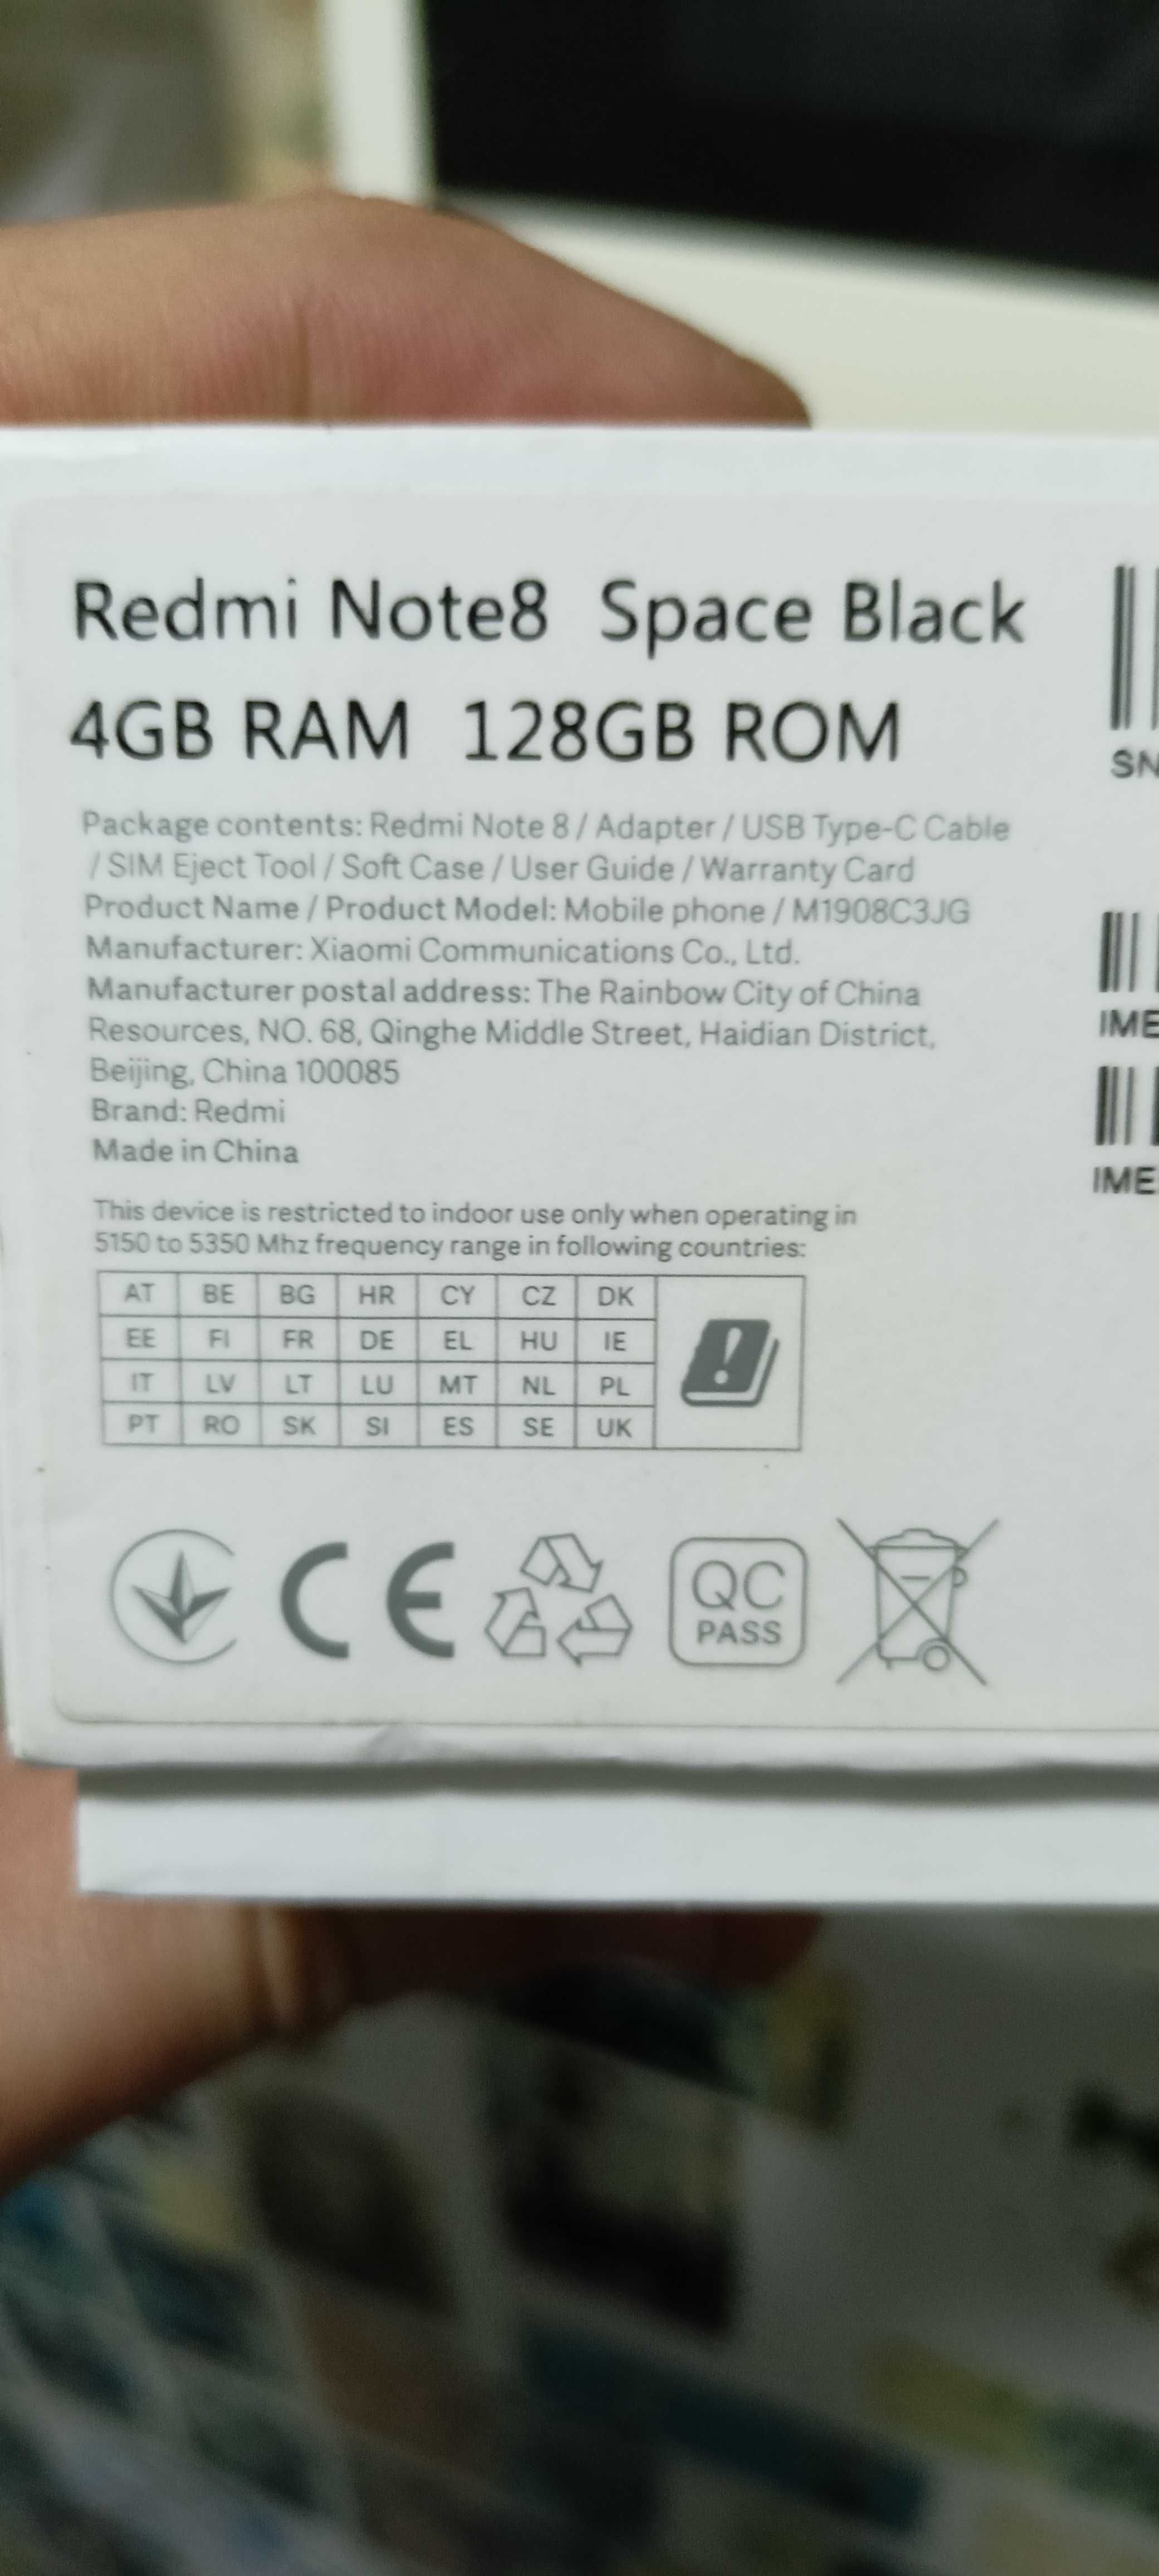 Redmi Note8 Space Black
4GB RAM 128GB ROM
SN
Package contents: Redmi Note 8 / Adapter / USB Type-C Cable
/ SIM Eject Tool / Soft Case / User Guide / Warranty Card
Product Name / Product Model: Mobile phone / M1908C3JG
Manufacturer: Xiaomi Communications Co., Ltd.
Manufacturer postal address: The Rainbow City of China
Resources, NO. 68, Qinghe Middle Street, Haidian District,
IME
Beijing, China 100085
Brand: Redmi
Made in China
IME
This device is restricted to indoor use only when operating in
5150 to 5350 Mhz frequency range in following countries:
AT BE BG HR CY CZ DK
EE FI FR DE EL HU IE
IT LV LT LU MT NL PL
PT RO SK SI ES SE UK
CE
QC
PASS